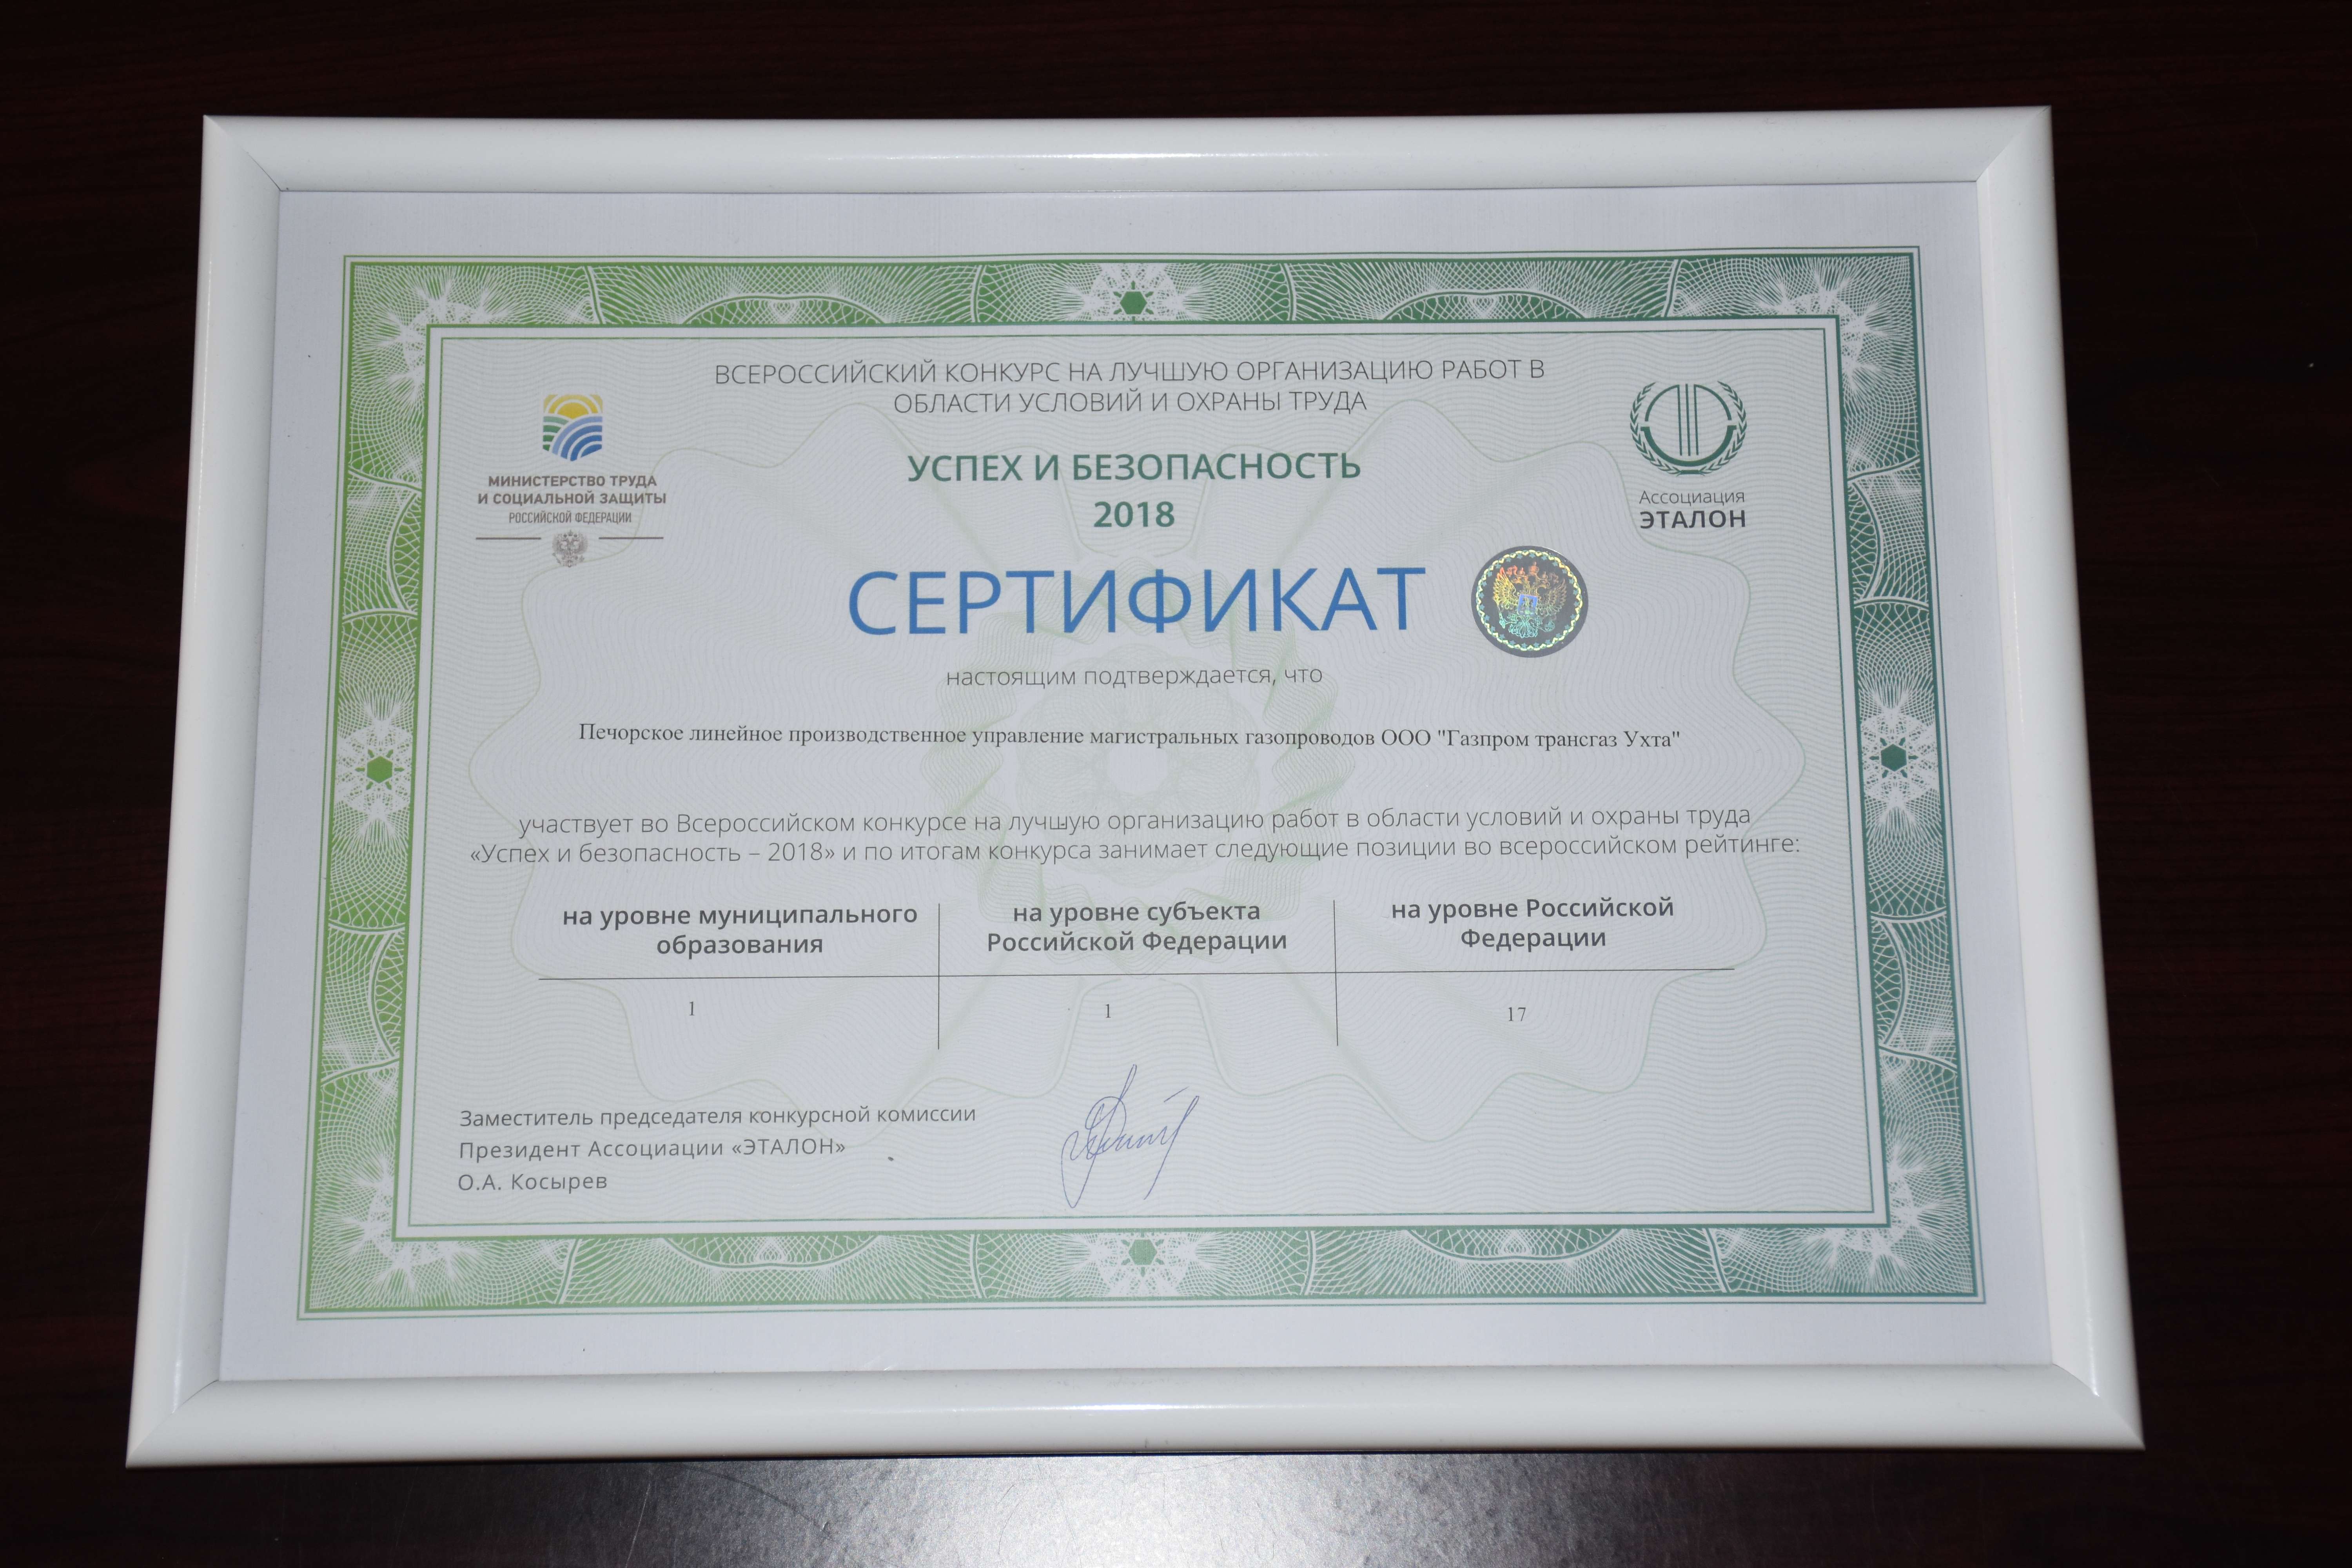 ВСЕРОССИЙСКИЙ КОНКУРС НА ЛУЧШУЮ ОРГАНИЗАЦИЮ РАБОТ В
ОБЛАСТИ УСЛОВИЙ И ОХРАНЫ ТРУДА
МИНИСТЕРСТВО ТРУДА
И СОЦИАЛЬНОЙ ЗАЩИТЫ
РОССИЙСКОЙ ФЕДЕРАЦИИ
УСПЕХ И БЕЗОПАСНОСТЬ
2018
Ассоциация
ЭТАЛОН
СЕРТИФИКАТ
настоящим подтверждается, что
Печорское линейное производственное управление магистральных газопроводов ООО "Газпром трансгаз Ухта"
участвует во Всероссийском конкурсе на лучшую организацию работ в области условий и охраны труда
«Успех и безопасность – 2018» и по итогам конкурса занимает следующие позиции во всероссийском рейтинге:
на уровне муниципального
образования
на уровне субъекта
Российской Федерации
на уровне Российской
Федерации
1
1
17
Заместитель председателя конкурсной комиссии
Президент Ассоциации «ЭТАЛОН»
О.А. Косырев